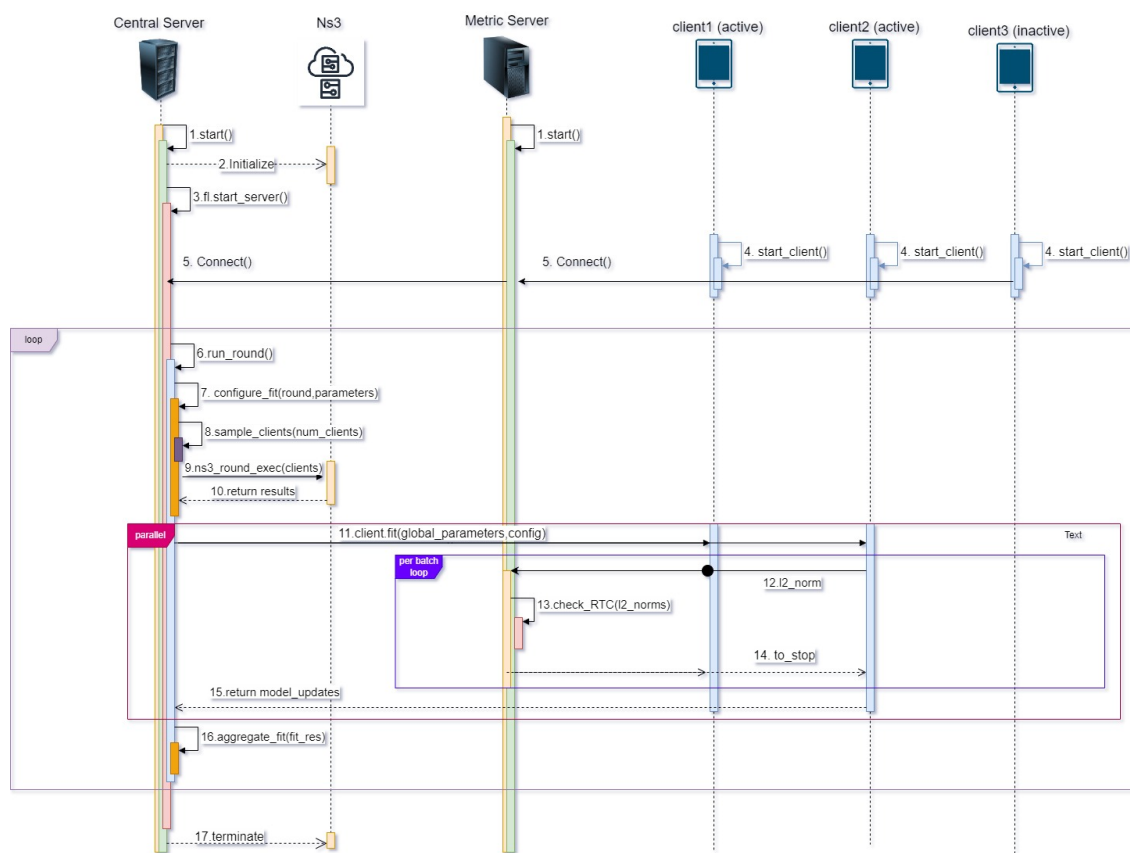 Central Server
Ns3
Metric Server
client1 (active)
client2 (active)
client3 (inactive)
1.start()
1.start()
2.Initialize
3.fl.start_server()
4. start_client()
4. start_client()
4. start_client()
5. Connect()
5. Connect()
loop
6.run_round()
7. configure_fit(round,parameters)
8.sample_clients(num_clients)
9.ns3_round_exec(clients)
10.return results
parallel
11.client.fit(global_parameters,config)
Text
per batch
loop
12.l2_norm
13.check_RTC(l2_norms)
14. to_stop
15.return model_updates
16.aggregate_fit(fit_res)
17.terminate